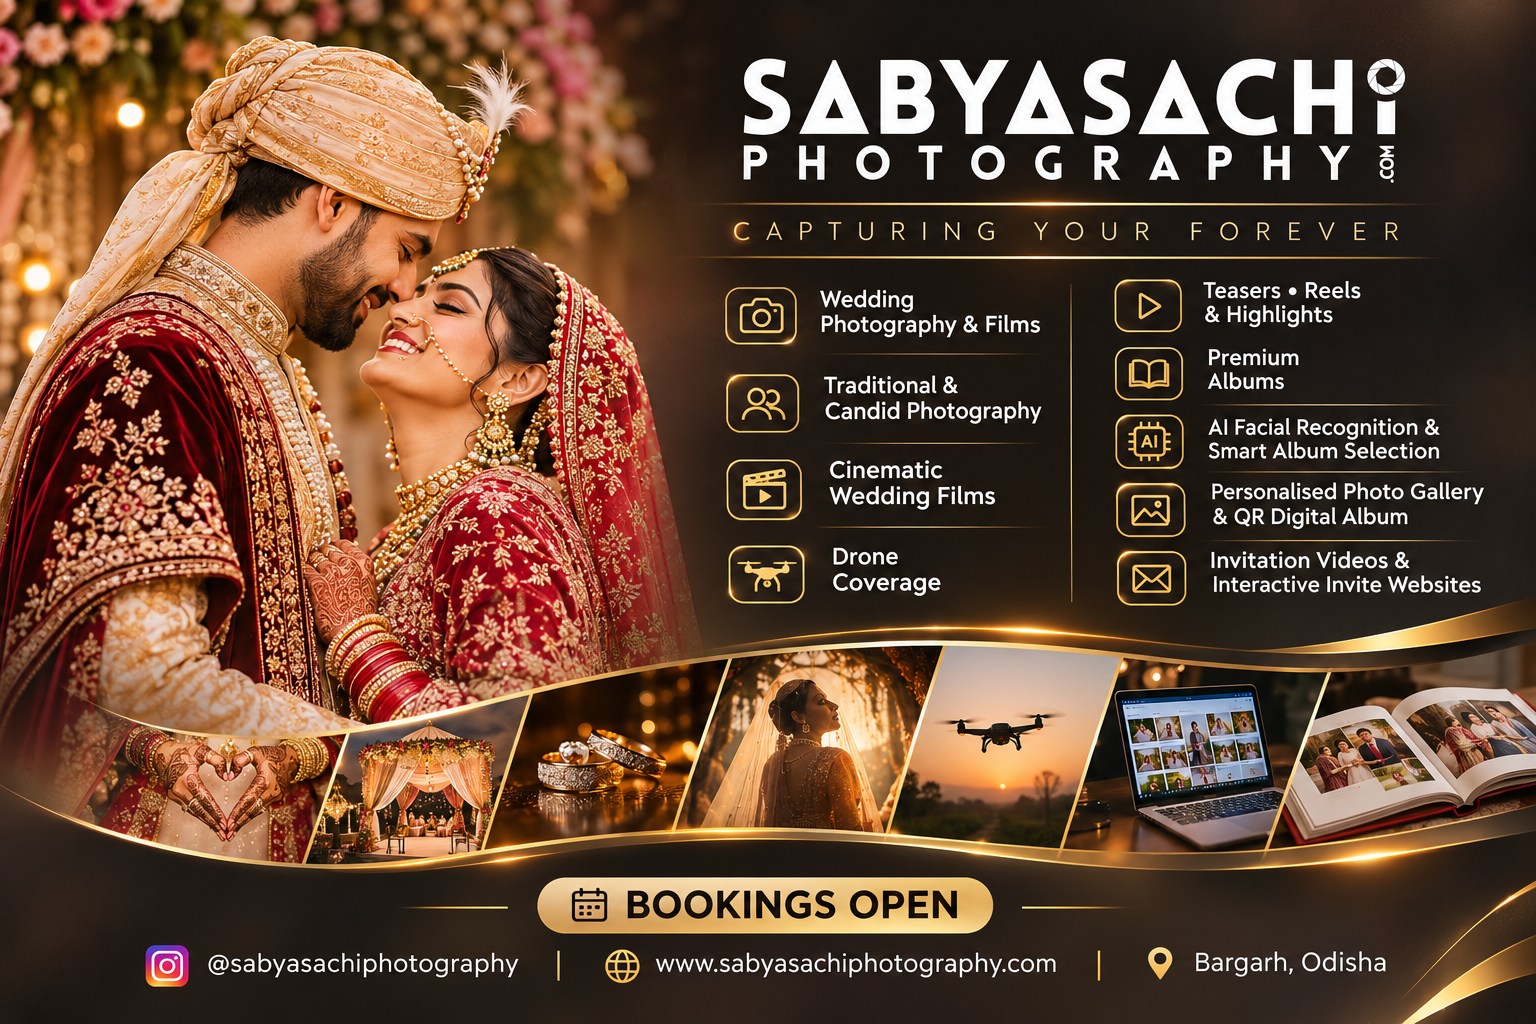 SABYASACHi
PHOTOGRAPHY
.COM
CAPTURING YOUR FOREVER
Wedding
Photography & Films
Traditional &
Candid Photography
Cinematic
Wedding Films
Drone
Coverage
Teasers • Reels
& Highlights
Premium
Albums
AI
AI Facial Recognition &
Smart Album Selection
Personalised Photo Gallery
& QR Digital Album
Invitation Videos &
Interactive Invite Websites
BOOKINGS OPEN
@sabyasachiphotography
www.sabyasachiphotography.com
Bargarh, Odisha